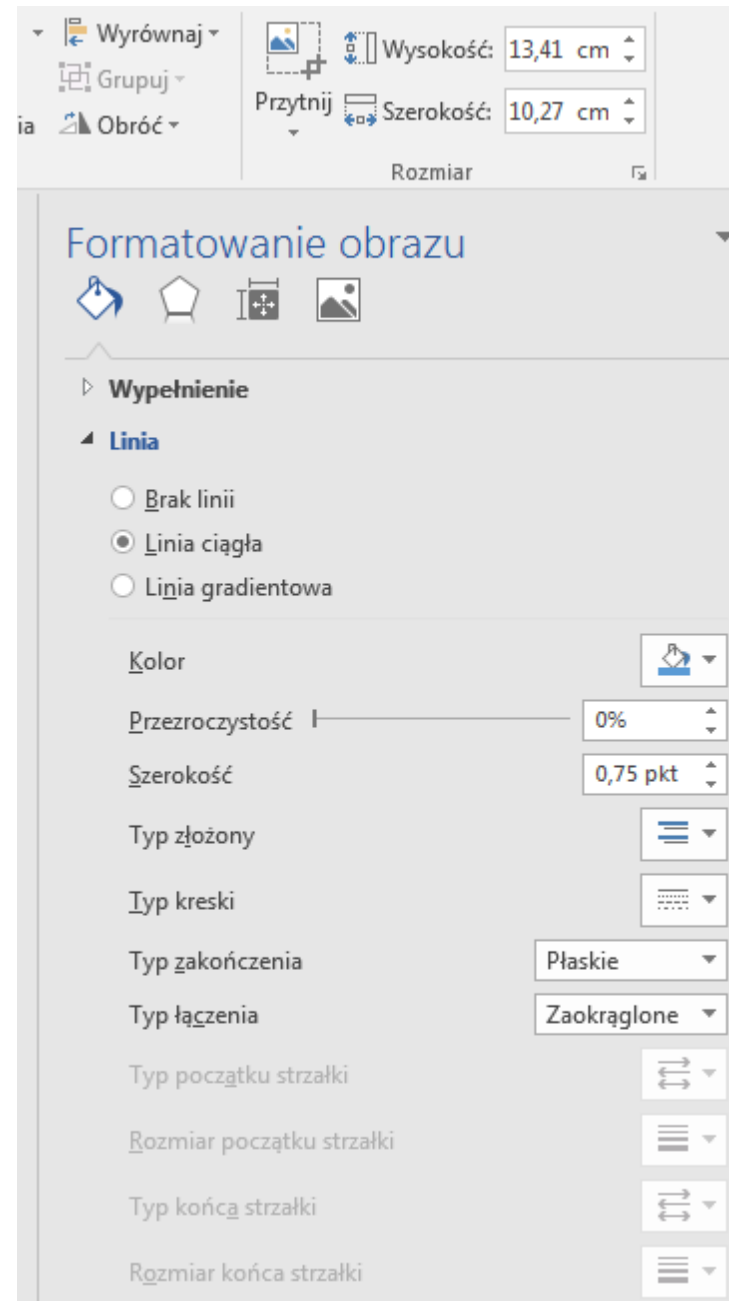 Wyrównaj
Grupuj
ia Obróć
Przytnij
Wysokość: 13,41 cm
Szerokość: 10,27 cm
Rozmiar
Formatowanie obrazu
Wypełnienie
Linia
Brak linii
Linia ciągła
Linia gradientowa
Kolor
Przezroczystość 0%
Szerokość 0,75 pkt
Typ złożony
Typ kreski
Typ zakończenia Płaskie
Typ łączenia Zaokrąglone
Typ początku strzałki
Rozmiar początku strzałki
Typ końca strzałki
Rozmiar końca strzałki